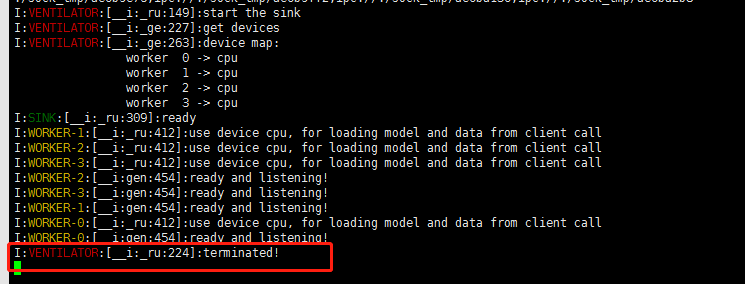 I:VENTILATOR:[__i:_ru:149]:start the sink
I:VENTILATOR:[__i:_ge:227]:get devices
I:VENTILATOR:[__i:_ge:263]:device map:
worker  0 -> cpu
worker  1 -> cpu
worker  2 -> cpu
worker  3 -> cpu
I:SINK:[__i:_ru:309]:ready
I:WORKER-1:[__i:_ru:412]:use device cpu, for loading model and data from client call
I:WORKER-2:[__i:_ru:412]:use device cpu, for loading model and data from client call
I:WORKER-3:[__i:_ru:412]:use device cpu, for loading model and data from client call
I:WORKER-2:[__i:gen:454]:ready and listening!
I:WORKER-3:[__i:gen:454]:ready and listening!
I:WORKER-1:[__i:gen:454]:ready and listening!
I:WORKER-0:[__i:_ru:412]:use device cpu, for loading model and data from client call
I:WORKER-0:[__i:gen:454]:ready and listening!
I:VENTILATOR:[__i:_ru:224]:terminated!